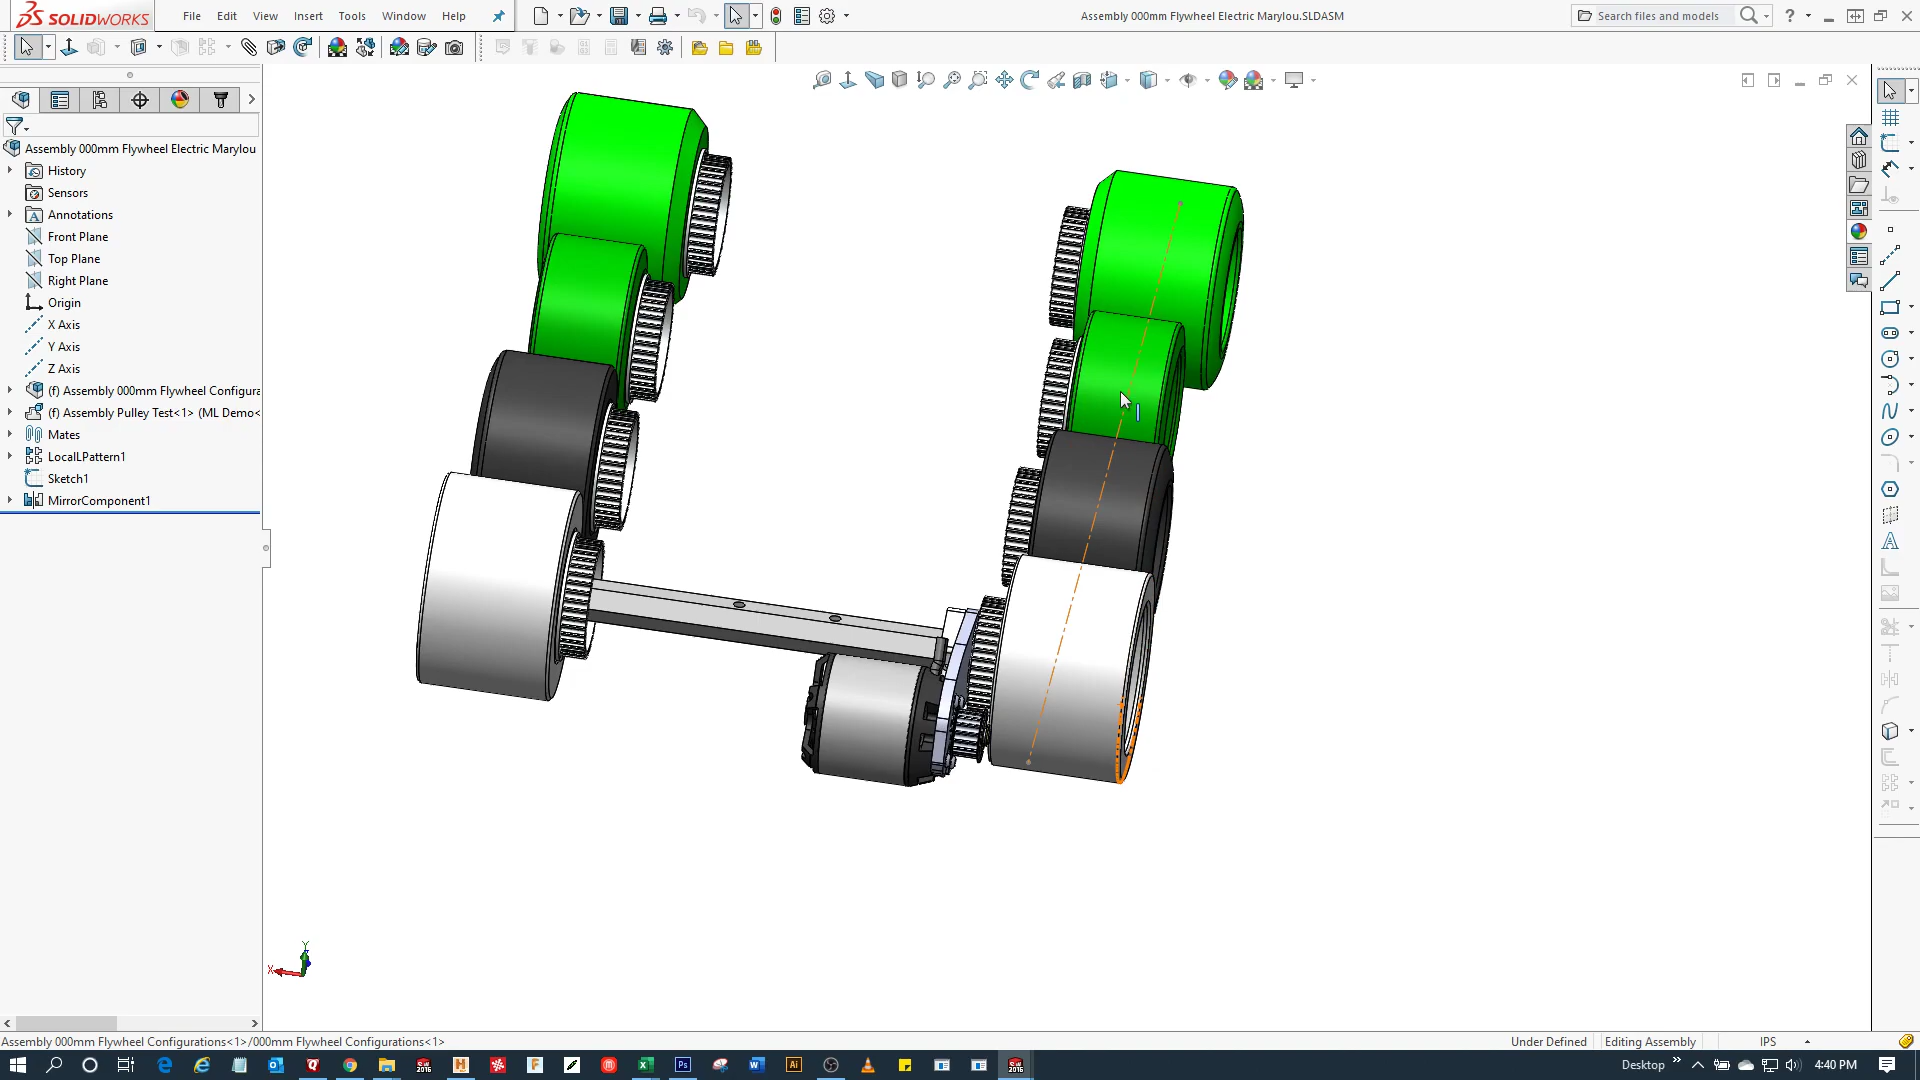 SOLIDWORKS
File Edit View Insert Tools Window Help
Assembly 000mm Flywheel Electric Marylou.SLDASM
Search files and models
Assembly 000mm Flywheel Electric Marylou
History
Sensors
Annotations
Front Plane
Top Plane
Right Plane
Origin
X Axis
Y Axis
Z Axis
(f) Assembly 000mm Flywheel Configura
(f) Assembly Pulley Test<1> (ML Demo<
Mates
LocalLPattern1
Sketch1
MirrorComponent1
Y
X
Assembly 000mm Flywheel Configurations<1>/000mm Flywheel Configurations<1>
Under Defined Editing Assembly IPS
Desktop 4:40 PM